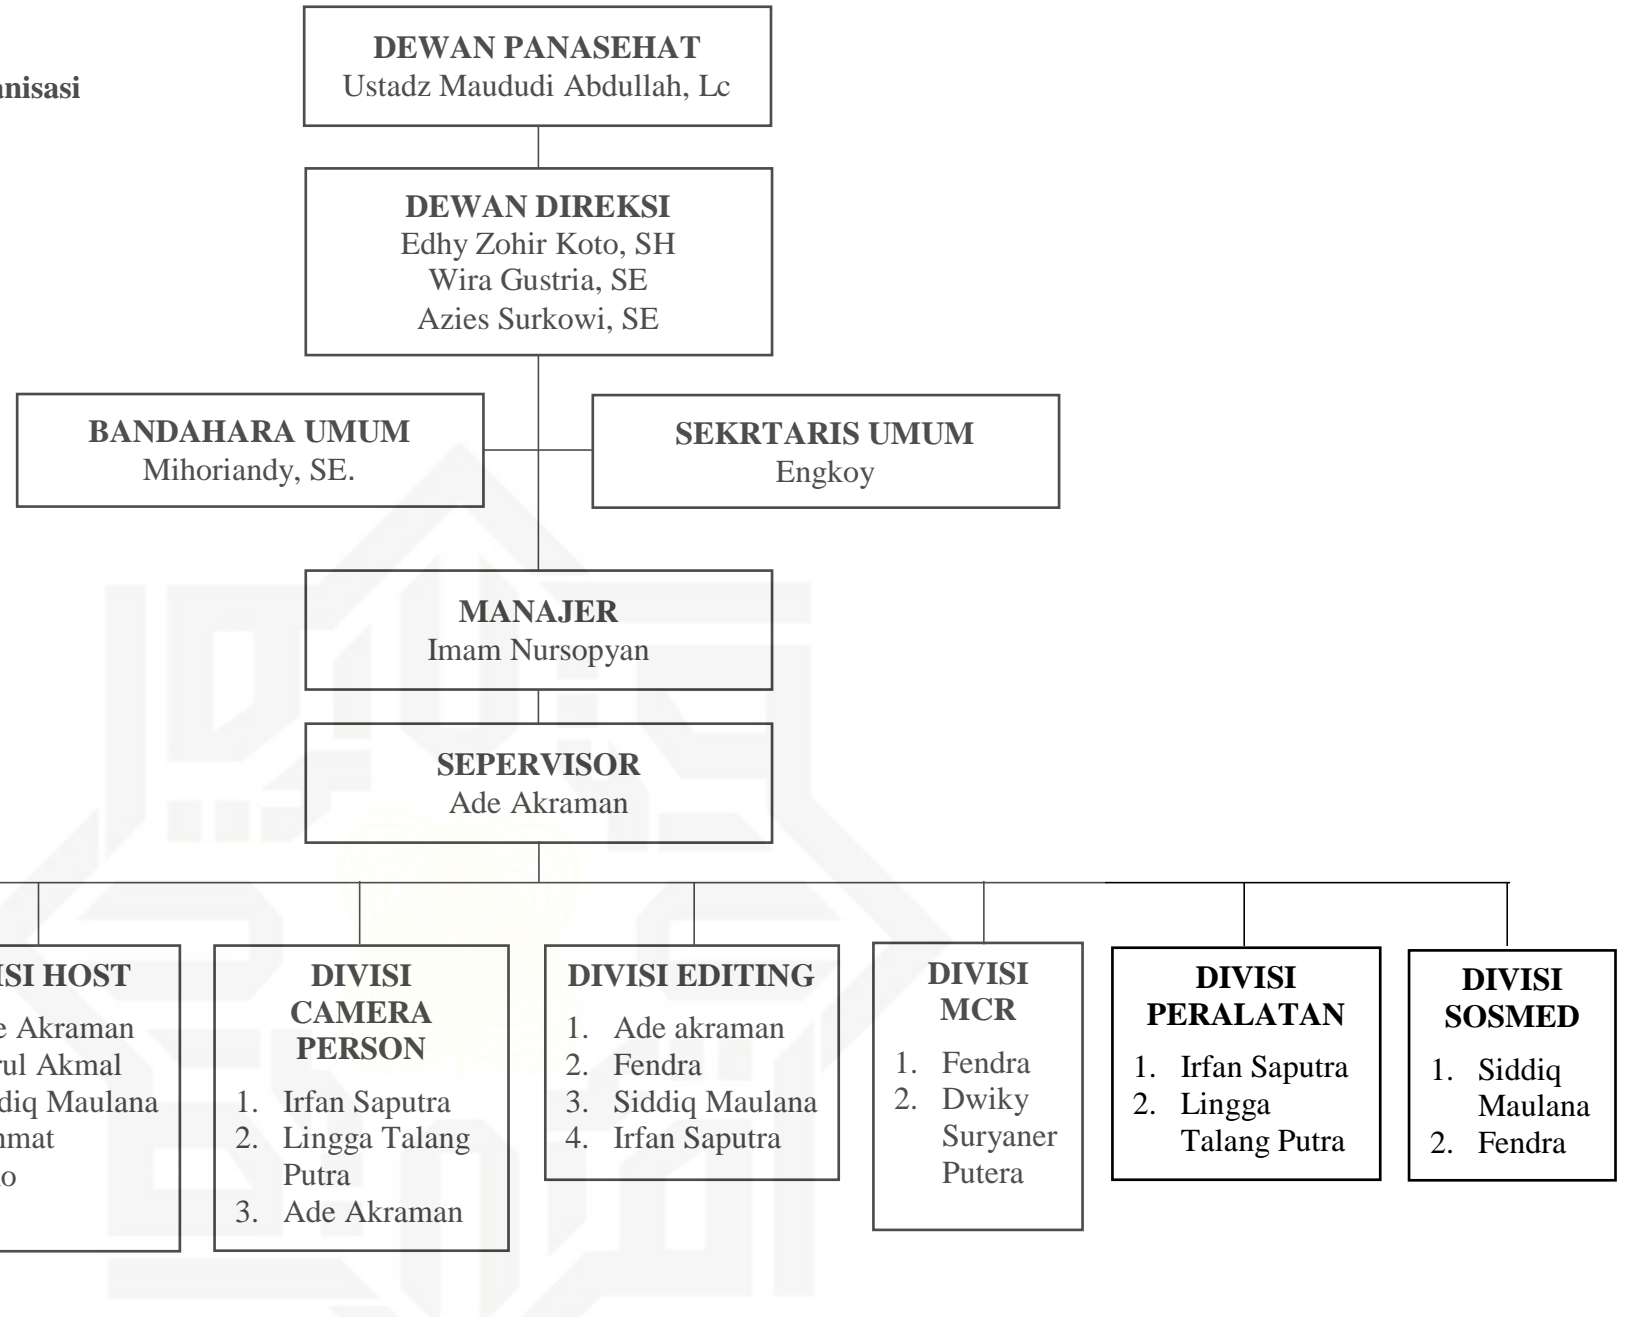 anisasi
DEWAN PANASEHAT
Ustadz Maududi Abdullah, Lc
DEWAN DIREKSI
Edhy Zohir Koto, SH
Wira Gustria, SE
Azies Surkowi, SE
BANDAHARA UMUM
Mihoriandy, SE.
SEKRTARIS UMUM
Engkoy
MANAJER
Imam Nursopyan
SEPERVISOR
Ade Akraman
ISI HOST
e Akraman
rul Akmal
diq Maulana
hmat
o
DIVISI
CAMERA
PERSON
1. Irfan Saputra
2. Lingga Talang
Putra
3. Ade Akraman
DIVISI EDITING
1. Ade akraman
2. Fendra
3. Siddiq Maulana
4. Irfan Saputra
DIVISI
MCR
1. Fendra
2. Dwiky
Suryaner
Putera
DIVISI
PERALATAN
1. Irfan Saputra
2. Lingga
Talang Putra
DIVISI
SOSMED
1. Siddiq
Maulana
2. Fendra